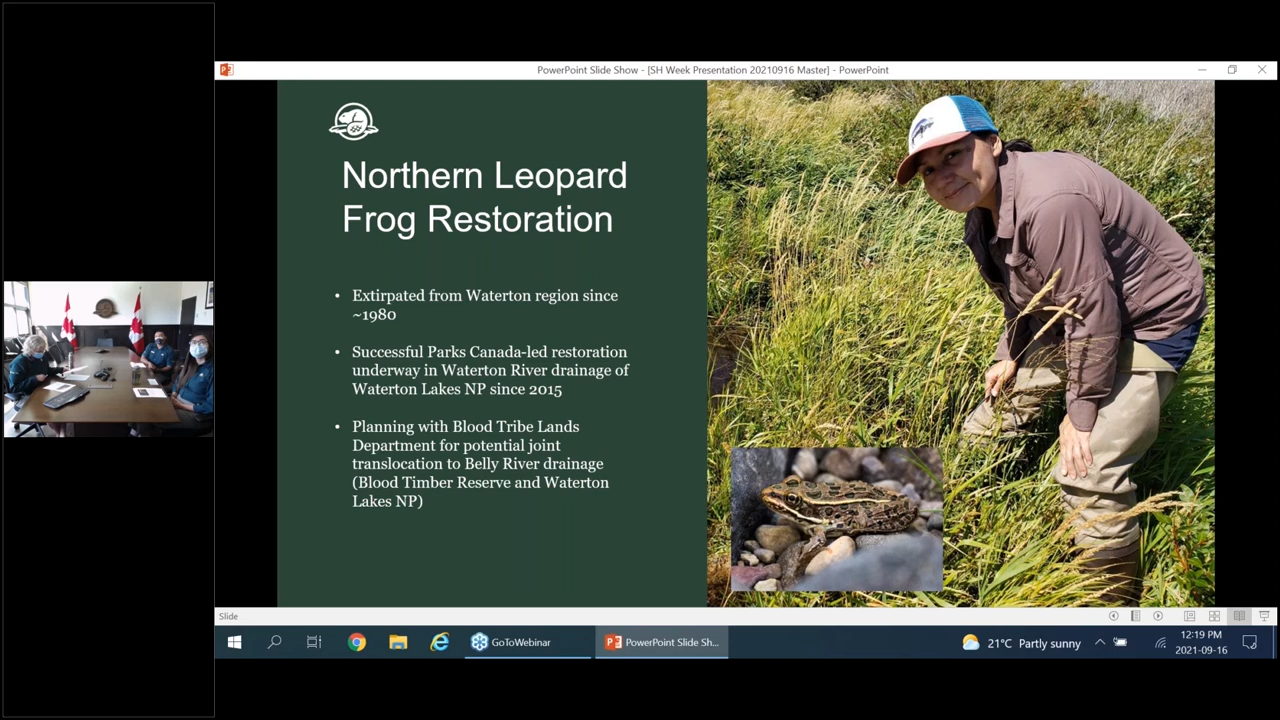 PowerPoint Slide Show - [SH Week Presentation 20210916 Master] - PowerPoint
Northern Leopard
Frog Restoration
• Extirpated from Waterton region since
~1980
• Successful Parks Canada-led restoration
underway in Waterton River drainage of
Waterton Lakes NP since 2015
• Planning with Blood Tribe Lands
Department for potential joint
translocation to Belly River drainage
(Blood Timber Reserve and Waterton
Lakes NP)
Slide
GoToWebinar
PowerPoint Slide Sh...
21°C Partly sunny
12:19 PM
2021-09-16